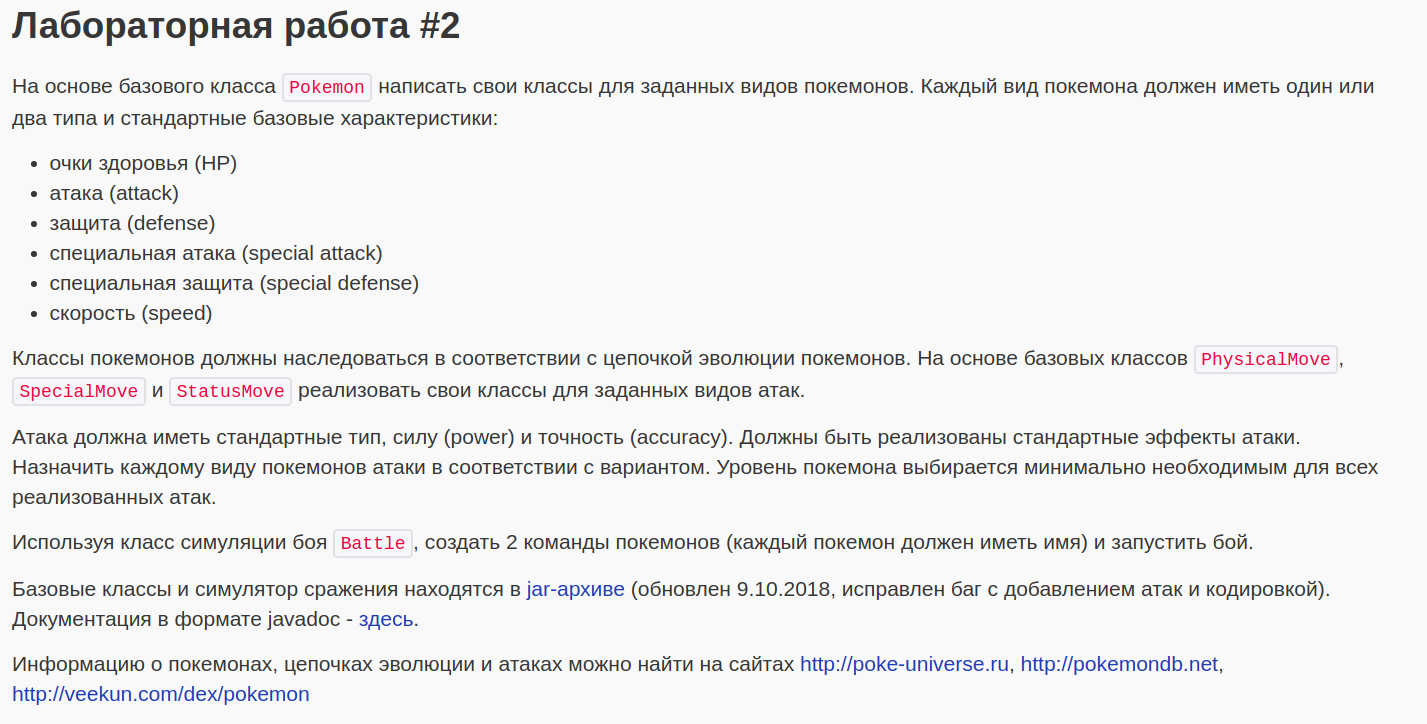 Лабораторная работа #2
На основе базового класса Pokemon написать свои классы для заданных видов покемонов. Каждый вид покемона должен иметь один или
два типа и стандартные базовые характеристики:
• очки здоровья (HP)
• атака (attack)
• защита (defense)
• специальная атака (special attack)
• специальная защита (special defense)
• скорость (speed)
Классы покемонов должны наследоваться в соответствии с цепочкой эволюции покемонов. На основе базовых классов PhysicalMove,
SpecialMove и StatusMove реализовать свои классы для заданных видов атак.
Атака должна иметь стандартные тип, силу (power) и точность (accuracy). Должны быть реализованы стандартные эффекты атаки.
Назначить каждому виду покемонов атаки в соответствии с вариантом. Уровень покемона выбирается минимально необходимым для всех
реализованных атак.
Используя класс симуляции боя Battle, создать 2 команды покемонов (каждый покемон должен иметь имя) и запустить бой.
Базовые классы и симулятор сражения находятся в jar-архиве (обновлен 9.10.2018, исправлен баг с добавлением атак и кодировкой).
Документация в формате javadoc - здесь.
Информацию о покемонах, цепочках эволюции и атаках можно найти на сайтах http://poke-universe.ru, http://pokemondb.net,
http://veekun.com/dex/pokemon